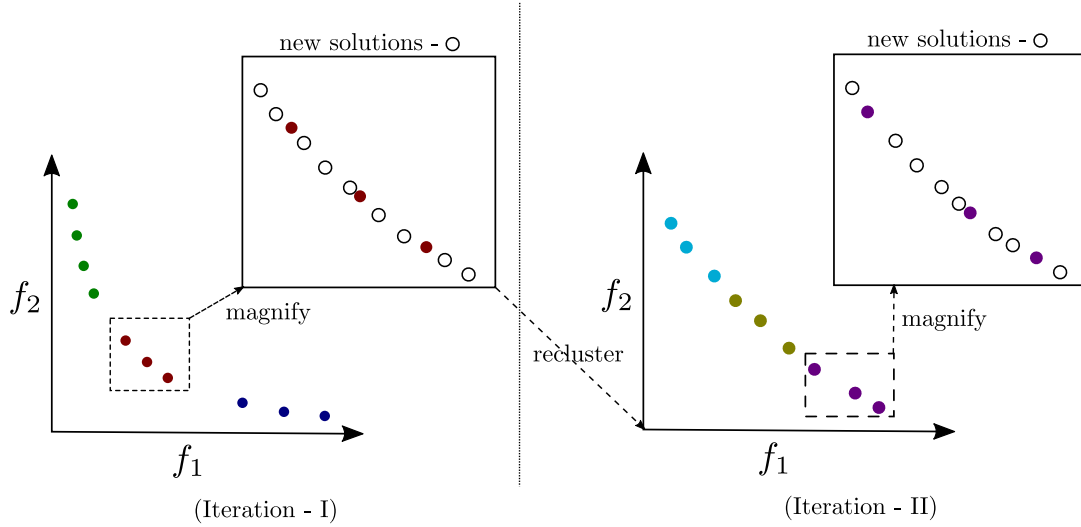 new solutions -
f2
magnify
f1
(Iteration - I)
recluster
new solutions -
f2
magnify
f1
(Iteration - II)